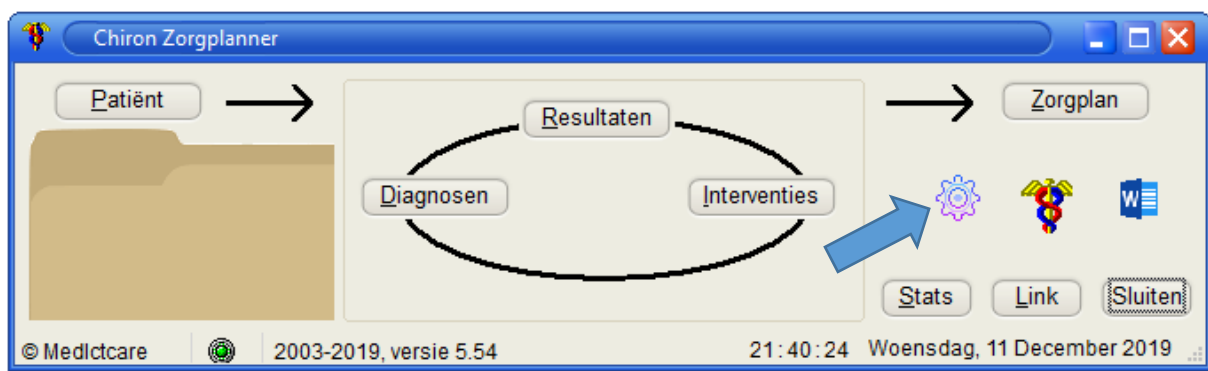 Chiron Zorgplanner
Patiënt
Resultaten
Zorgplan
Diagnosen
Interventies
W
Stats
Link
Sluiten
© MedIctcare
2003-2019, versie 5.54
21:40:24
Woensdag, 11 December 2019